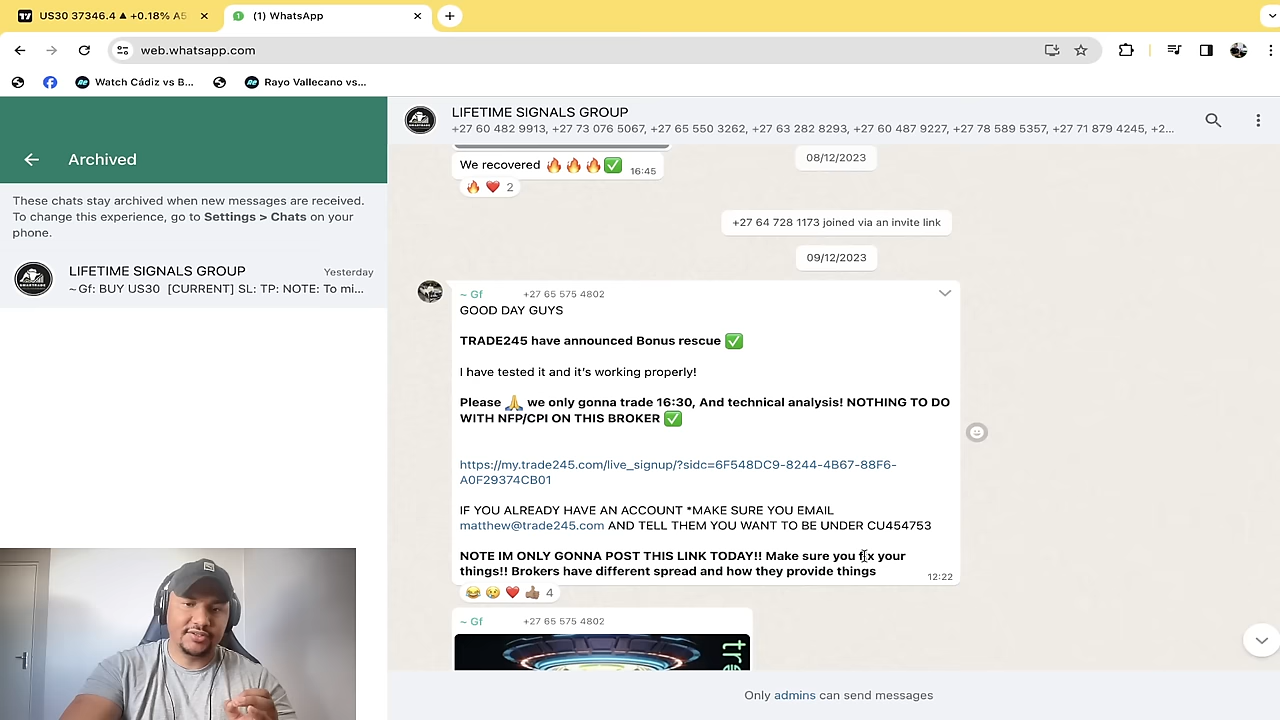 US30 37346.4 ▲ +0.18% A5
(1) WhatsApp
web.whatsapp.com
Watch Cádiz vs B...
Rayo Vallecano vs...
Archived
These chats stay archived when new messages are received.
To change this experience, go to Settings > Chats on your
phone.
LIFETIME SIGNALS GROUP
Yesterday
~ Gf: BUY US30 [CURRENT] SL: TP: NOTE: To mi...
LIFETIME SIGNALS GROUP
+27 60 482 9913, +27 73 076 5067, +27 65 550 3262, +27 63 282 8293, +27 60 487 9227, +27 78 589 5357, +27 71 879 4245, +2...
We recovered 🔥 🔥 🔥 ✅ 16:45
🔥 ❤️ 2
08/12/2023
+27 64 728 1173 joined via an invite link
09/12/2023
~ Gf +27 65 575 4802
GOOD DAY GUYS
TRADE245 have announced Bonus rescue ✅
I have tested it and it's working properly!
Please 🙏 we only gonna trade 16:30, And technical analysis! NOTHING TO DO
WITH NFP/CPI ON THIS BROKER ✅
https://my.trade245.com/live_signup/?sidc=6F548DC9-8244-4B67-88F6-
A0F29374CB01
IF YOU ALREADY HAVE AN ACCOUNT *MAKE SURE YOU EMAIL
matthew@trade245.com AND TELL THEM YOU WANT TO BE UNDER CU454753
NOTE IM ONLY GONNA POST THIS LINK TODAY!! Make sure you fix your
things!! Brokers have different spread and how they provide things
12:22
😂 😢 ❤️ 👍🏽 4
~ Gf +27 65 575 4802
tra
Only admins can send messages